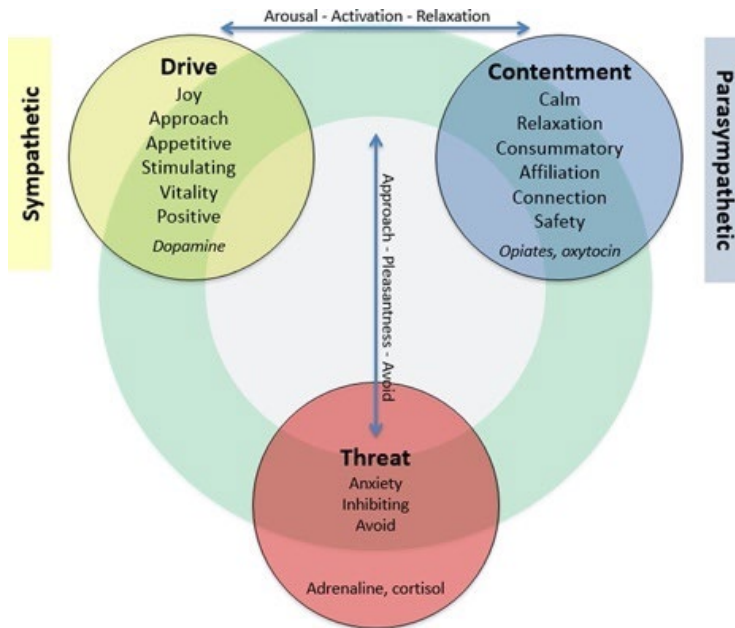 Arousal - Activation - Relaxation
Sympathetic
Drive
Joy
Approach
Appetitive
Stimulating
Vitality
Positive
Dopamine
Contentment
Calm
Relaxation
Consummatory
Affiliation
Connection
Safety
Opiates, oxytocin
Parasympathetic
Approach - Pleasantness - Avoid
Threat
Anxiety
Inhibiting
Avoid
Adrenaline, cortisol